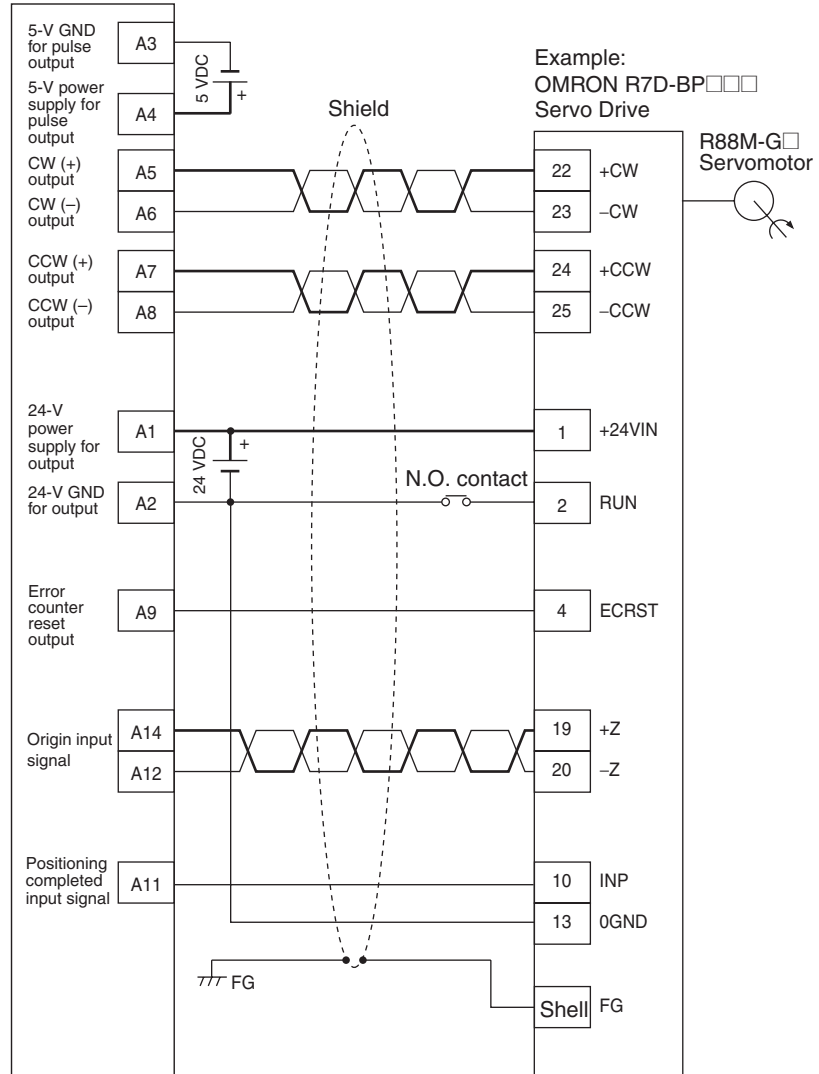 5-V GND
for pulse
output
A3
5 VDC
+
5-V power
supply for
pulse
output
A4
Example:
OMRON R7D-BP□□□
Servo Drive
R88M-G□
Servomotor
Shield
CW (+)
output
A5
22
+CW
CW (–)
output
A6
23
–CW
CCW (+)
output
A7
24
+CCW
CCW (–)
output
A8
25
–CCW
24-V
power
supply for
output
A1
24 VDC
+
1
+24VIN
24-V GND
for output
A2
N.O. contact
2
RUN
Error
counter
reset
output
A9
4
ECRST
Origin input
signal
A14
A12
19
+Z
20
–Z
Positioning
completed
input signal
A11
10
INP
13
0GND
FG
Shell
FG